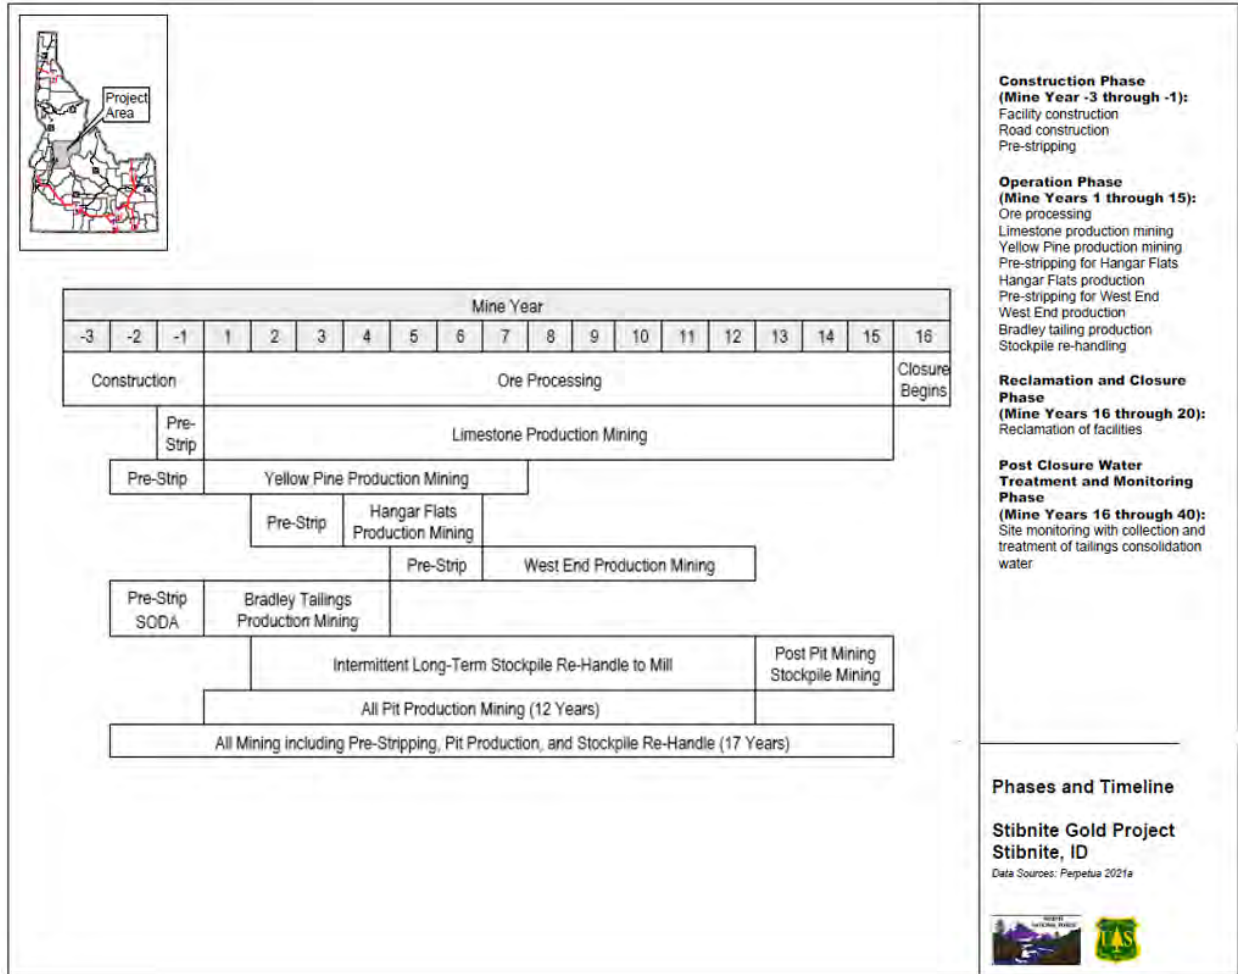 Project
Area
Mine Year
-3 -2 -1 1 2 3 4 5 6 7 8 9 10 11 12 13 14 15 16
Construction Ore Processing Closure
Begins
Pre-
Strip
Limestone Production Mining
Pre-Strip Yellow Pine Production Mining
Pre-Strip
Hangar Flats
Production Mining
Pre-Strip West End Production Mining
Pre-Strip
SODA
Bradley Tailings
Production Mining
Intermittent Long-Term Stockpile Re-Handle to Mill
Post Pit Mining
Stockpile Mining
All Pit Production Mining (12 Years)
All Mining including Pre-Stripping, Pit Production, and Stockpile Re-Handle (17 Years)
Construction Phase
(Mine Year -3 through -1):
Facility construction
Road construction
Pre-stripping
Operation Phase
(Mine Years 1 through 15):
Ore processing
Limestone production mining
Yellow Pine production mining
Pre-stripping for Hangar Flats
Hangar Flats production
Pre-stripping for West End
West End production
Bradley tailing production
Stockpile re-handling
Reclamation and Closure
Phase
(Mine Years 16 through 20):
Reclamation of facilities
Post Closure Water
Treatment and Monitoring
Phase
(Mine Years 16 through 40):
Site monitoring with collection and
treatment of tailings consolidation
water
Phases and Timeline
Stibnite Gold Project
Stibnite, ID
Data Sources: Perpetua 2021a
NATIONAL FOREST
UAS